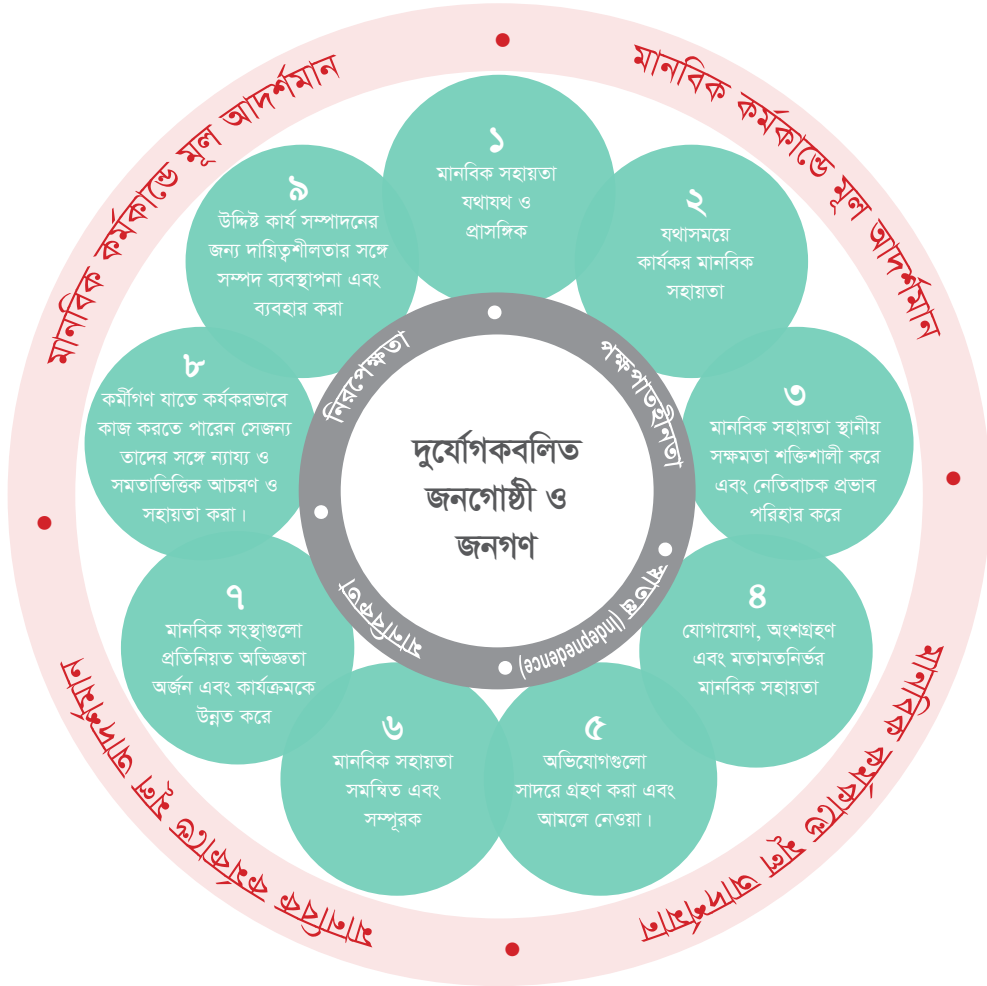 মানবিক কর্মকান্ডে মূল আদর্শমান
মানবিক কর্মকান্ডে মূল আদর্শমান
মানবিক কর্মকান্ডে মূল আদর্শমান
মানবিক কর্মকান্ডে মূল আদর্শমান
১
মানবিক সহায়তা
যথাযথ ও
প্রাসঙ্গিক
২
যথাসময়ে
কার্যকর মানবিক
সহায়তা
৩
মানবিক সহায়তা স্থানীয়
সক্ষমতা শক্তিশালী করে
এবং নেতিবাচক প্রভাব
পরিহার করে
৪
যোগাযোগ, অংশগ্রহণ
এবং মতামতনির্ভর
মানবিক সহায়তা
৫
অভিযোগগুলো
সাদরে গ্রহণ করা এবং
আমলে নেওয়া।
৬
মানবিক সহায়তা
সমন্বিত এবং
সম্পূরক
৭
মানবিক সংস্থাগুলো
প্রতিনিয়ত অভিজ্ঞতা
অর্জন এবং কার্যক্রমকে
উন্নত করে
৮
কর্মীগণ যাতে কর্যকরভাবে
কাজ করতে পারেন সেজন্য
তাদের সঙ্গে ন্যায্য ও
সমতাভিত্তিক আচরণ ও
সহায়তা করা।
৯
উদ্দিষ্ট কার্য সম্পাদনের
জন্য দায়িত্বশীলতার সঙ্গে
সম্পদ ব্যবস্থাপনা এবং
ব্যবহার করা
নিরপেক্ষতা
পক্ষপাতহীনতা
স্বাতন্ত্র (Indepnedence)
মানবিকতা
দুর্যোগকবলিত
জনগোষ্ঠী ও
জনগণ